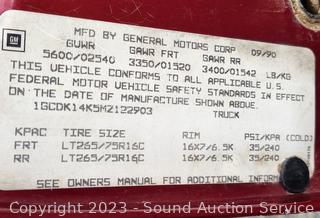 GM
MFD BY GENERAL MOTORS CORP 09/90
GVWR GAWR FRT GAWR RR
5600/02540 3350/01520 3400/01542 LB/KG
THIS VEHICLE CONFORMS TO ALL APPLICABLE U.S.
FEDERAL MOTOR VEHICLE SAFETY STANDARDS IN EFFECT
ON THE DATE OF MANUFACTURE SHOWN ABOVE.
1GCDK14K5MZ122903
TRUCK
KPAC TIRE SIZE RIM PSI/KPA (COLD)
FRT LT265/75R16C 16X7/6.5K 35/240
RR LT265/75R16C 16X7/6.5K 35/240
SEE OWNERS MANUAL FOR ADDITIONAL
Copyright 2023 - Sound Auction Service